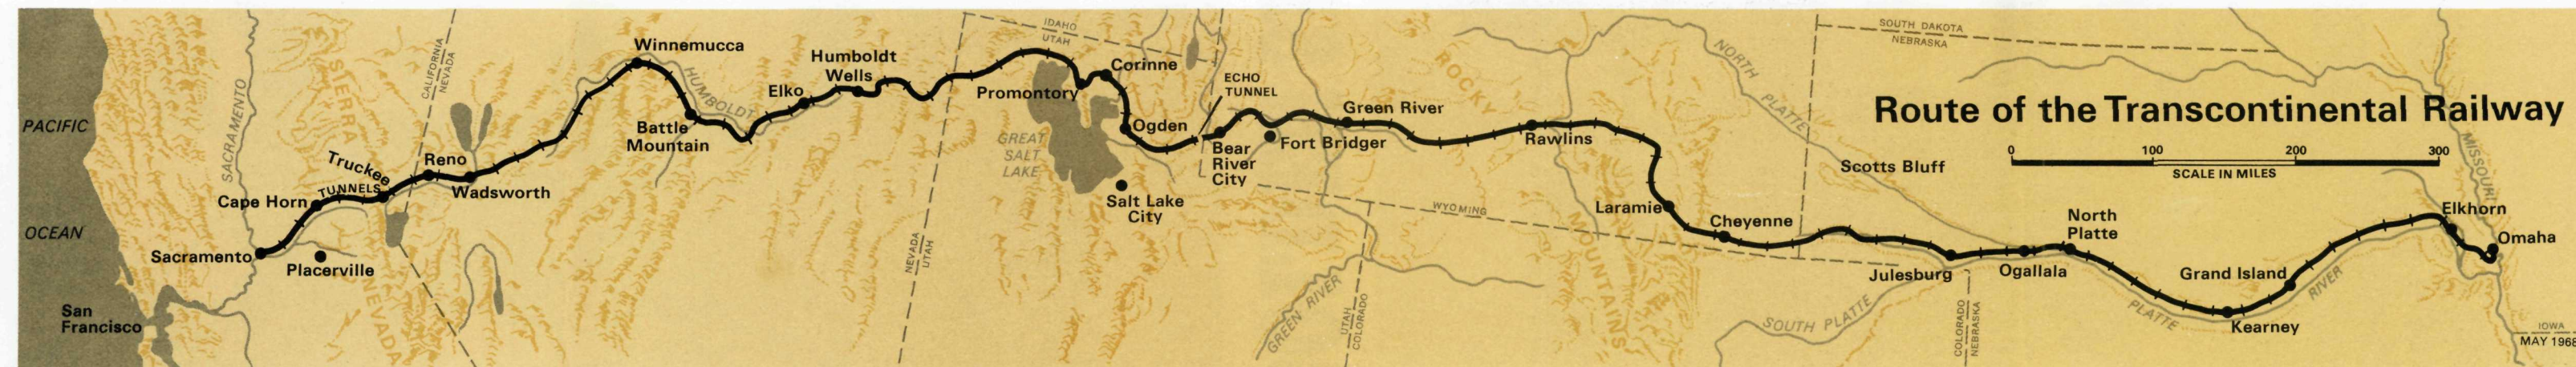 Route of the Transcontinental Railway
0 100 200 300
SCALE IN MILES
PACIFIC
OCEAN
SACRAMENTO
SIERRA
NEVADA
CALIFORNIA
NEVADA
San
Francisco
Sacramento
Placerville
Cape Horn
TUNNELS
Truckee
Reno
Wadsworth
Winnemucca
HUMBOLDT
Battle
Mountain
Elko
Humboldt
Wells
NEVADA
UTAH
IDAHO
UTAH
Promontory
GREAT
SALT
LAKE
Corinne
Ogden
Salt Lake
City
ECHO
TUNNEL
Bear
River
City
Fort Bridger
Green River
GREEN RIVER
UTAH
COLORADO
WYOMING
ROCKY
MOUNTAINS
Rawlins
Laramie
Cheyenne
NORTH PLATTE
SOUTH DAKOTA
NEBRASKA
Scotts Bluff
SOUTH PLATTE
Julesburg
COLORADO
NEBRASKA
Ogallala
North
Platte
PLATTE RIVER
Kearney
Grand Island
Elkhorn
Omaha
MISSOURI
IOWA
MAY 1968